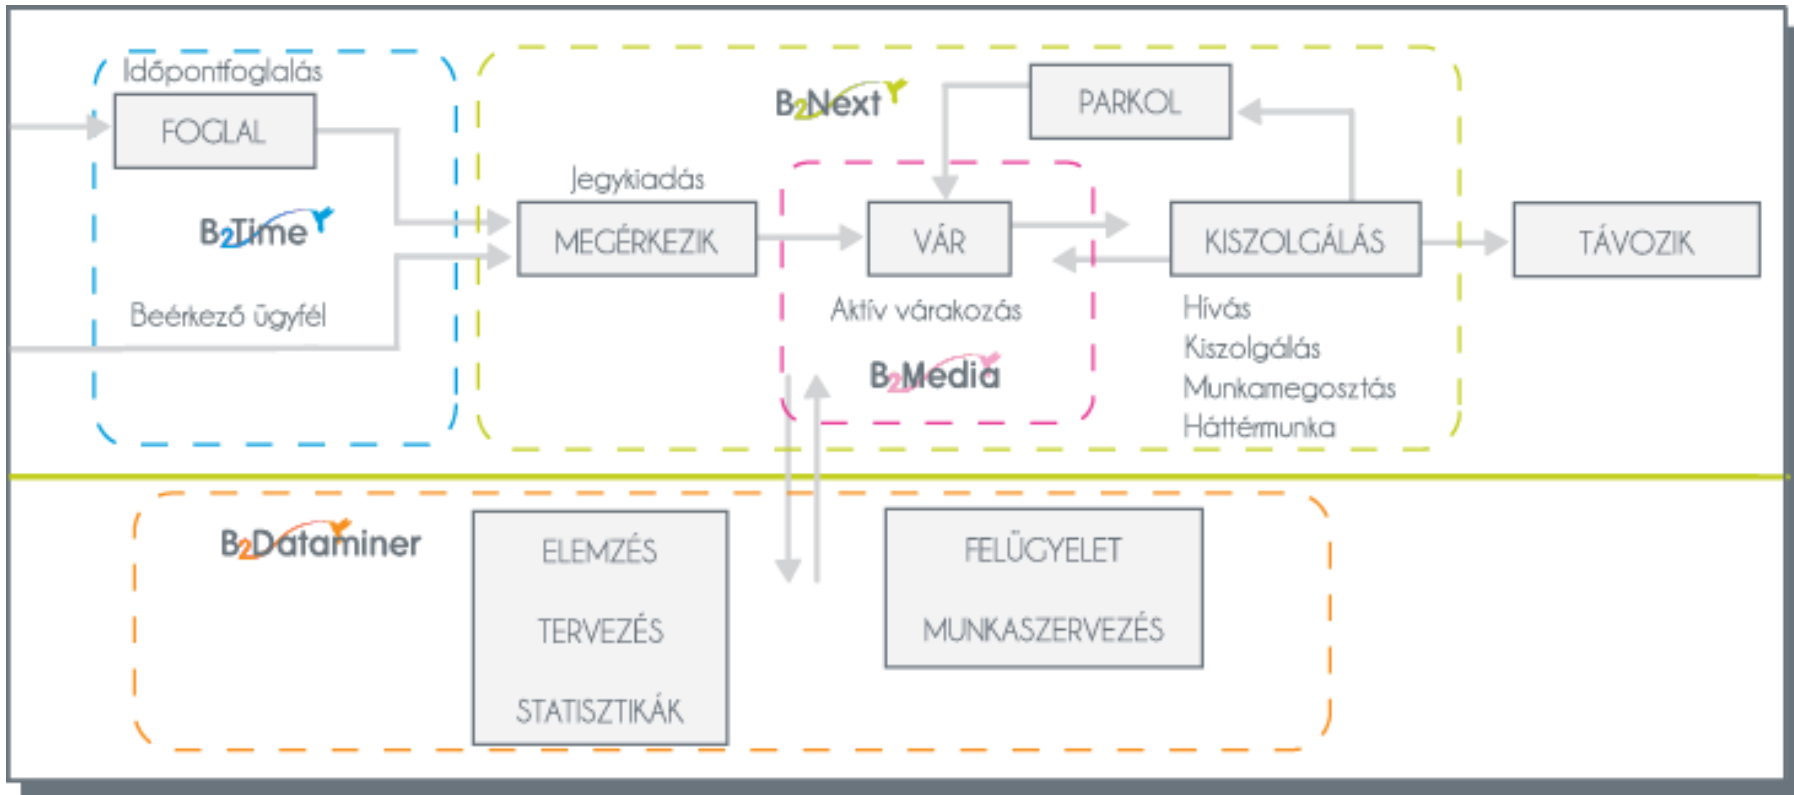 Időpontfoglalás
FOGLAL
B2Time
Beérkező ügyfél
B2Next
PARKOL
Jegykiadás
MEGÉRKEZIK
VÁR
Aktív várakozás
B2Media
KISZOLGÁLÁS
Hívás
Kiszolgálás
Munkamegosztás
Háttérmunka
TÁVOZIK
B2Dataminer
ELEMZÉS
TERVEZÉS
STATISZTIKÁK
FELÜGYELET
MUNKASZERVEZÉS